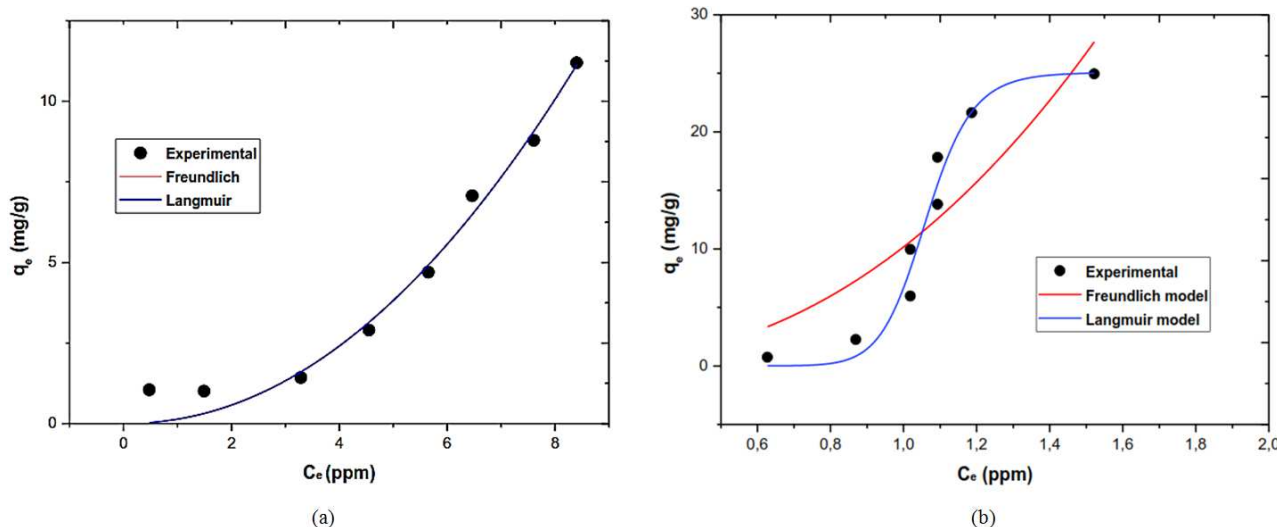 10
5
0
qe (mg/g)
Experimental
Freundlich
Langmuir
0 2 4 6 8
Ce (ppm)
(a)
30
20
10
0
qe (mg/g)
Experimental
Freundlich model
Langmuir model
0,6 0,8 1,0 1,2 1,4 1,6 1,8 2,0
Ce (ppm)
(b)